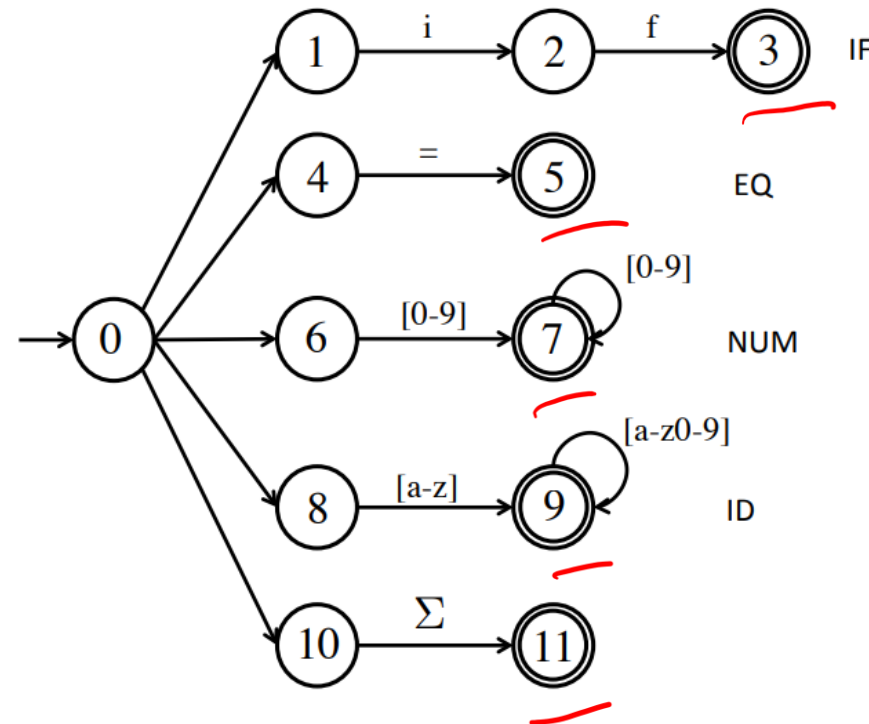 1 i 2 f 3 IF
4 = 5 EQ
[0-9]
0 6 [0-9] 7 NUM
[a-z0-9]
8 [a-z] 9 ID
10 Σ 11